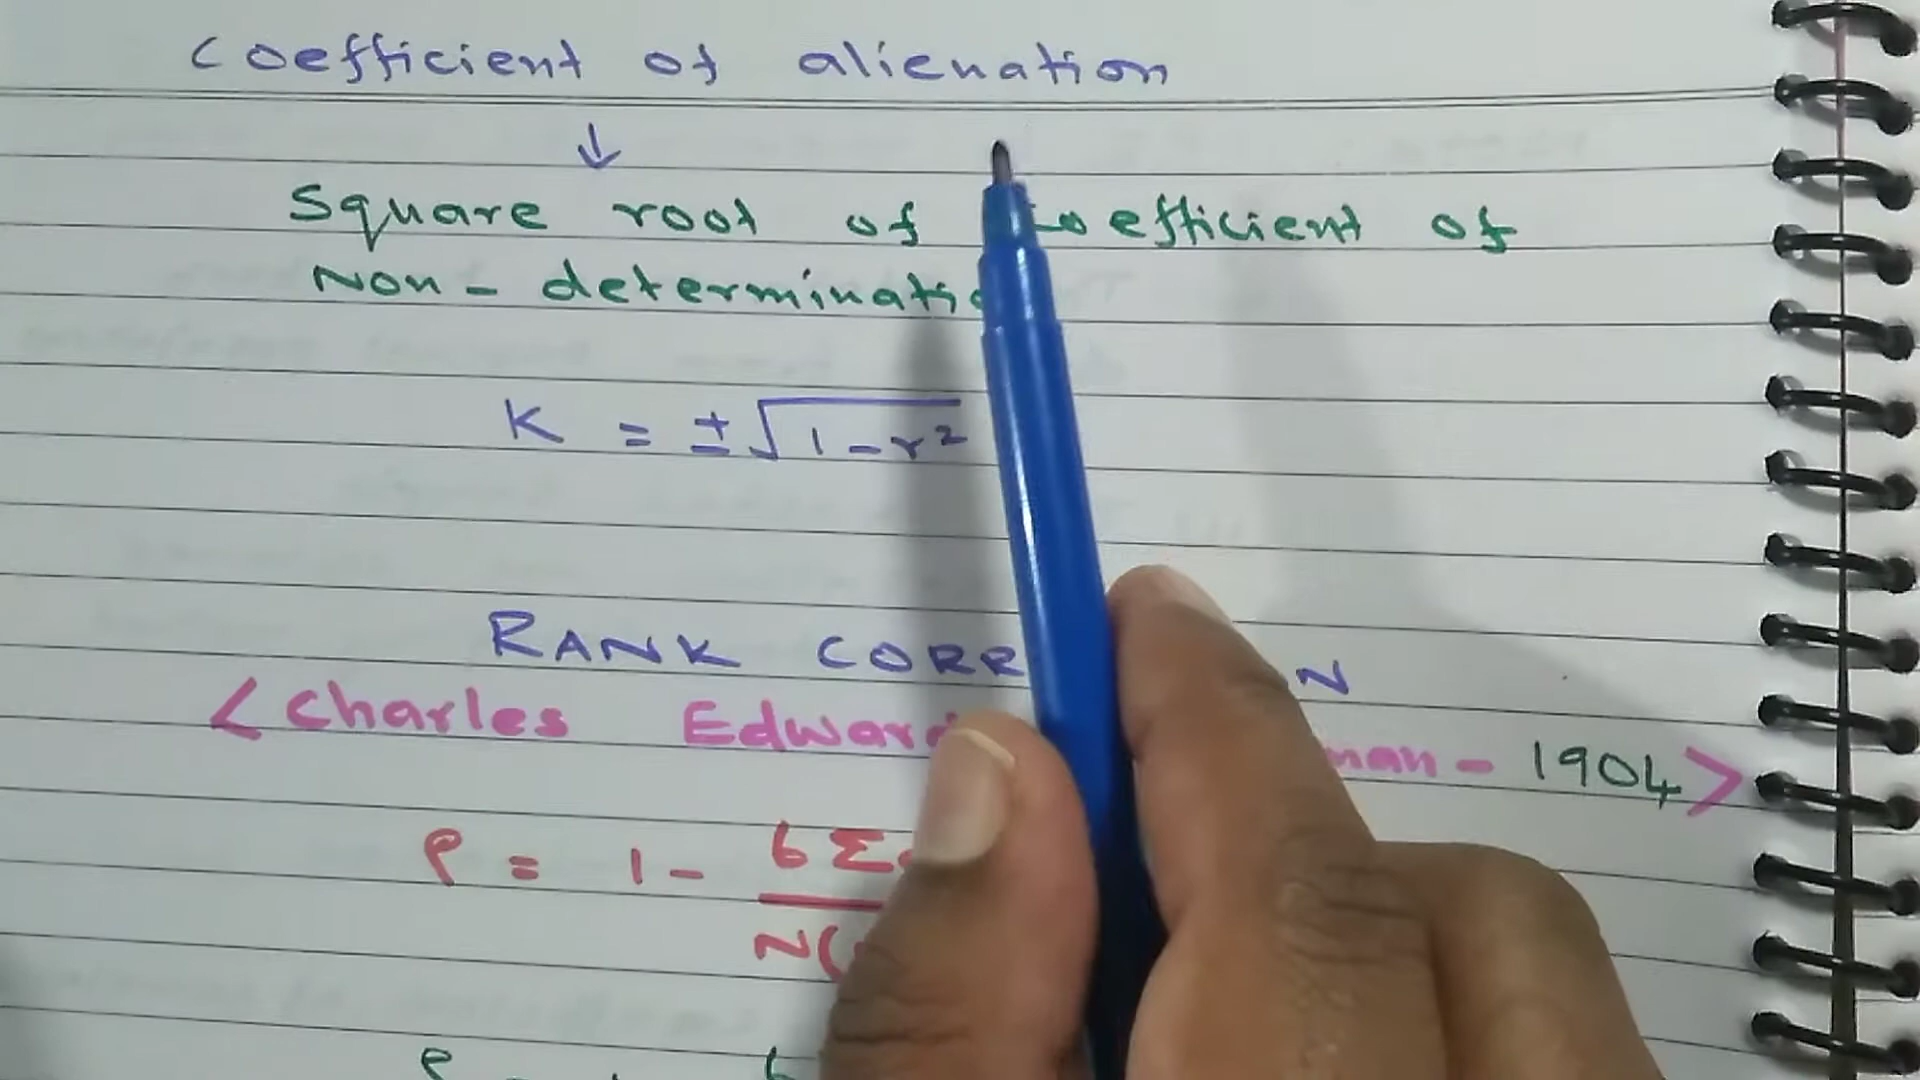 Coefficient of alienation
↓
Square root of coefficient of
Non - determinatio
K = ±√1-r²
RANK CORR N
< Charles Edward man - 1904 >
ρ = 1 - 6Σ
N(
ρ